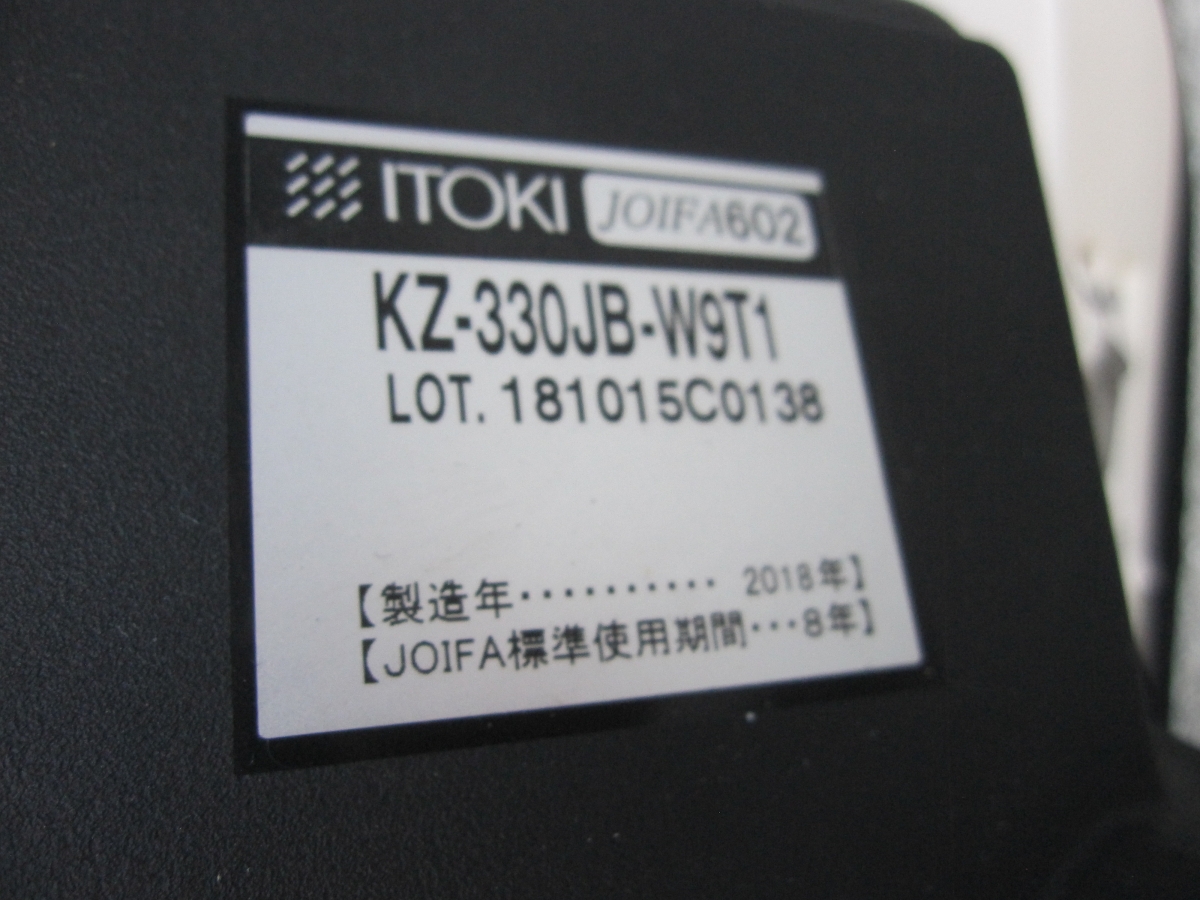 ITOKI JOIFA602
KZ-330JB-W9T1
LOT. 181015C0138
【製造年·········· 2018年】
【JOIFA標準使用期間···8年】